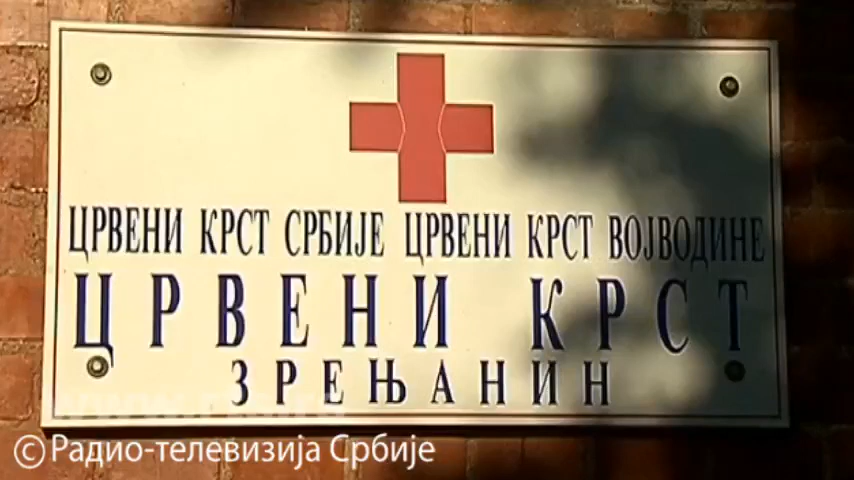 ЦРВЕНИ КРСТ СРБИЈЕ ЦРВЕНИ КРСТ ВОЈВОДИНЕ
ЦРВЕНИ КРСТ
ЗРЕЊАНИН
© Радио-телевизија Србије